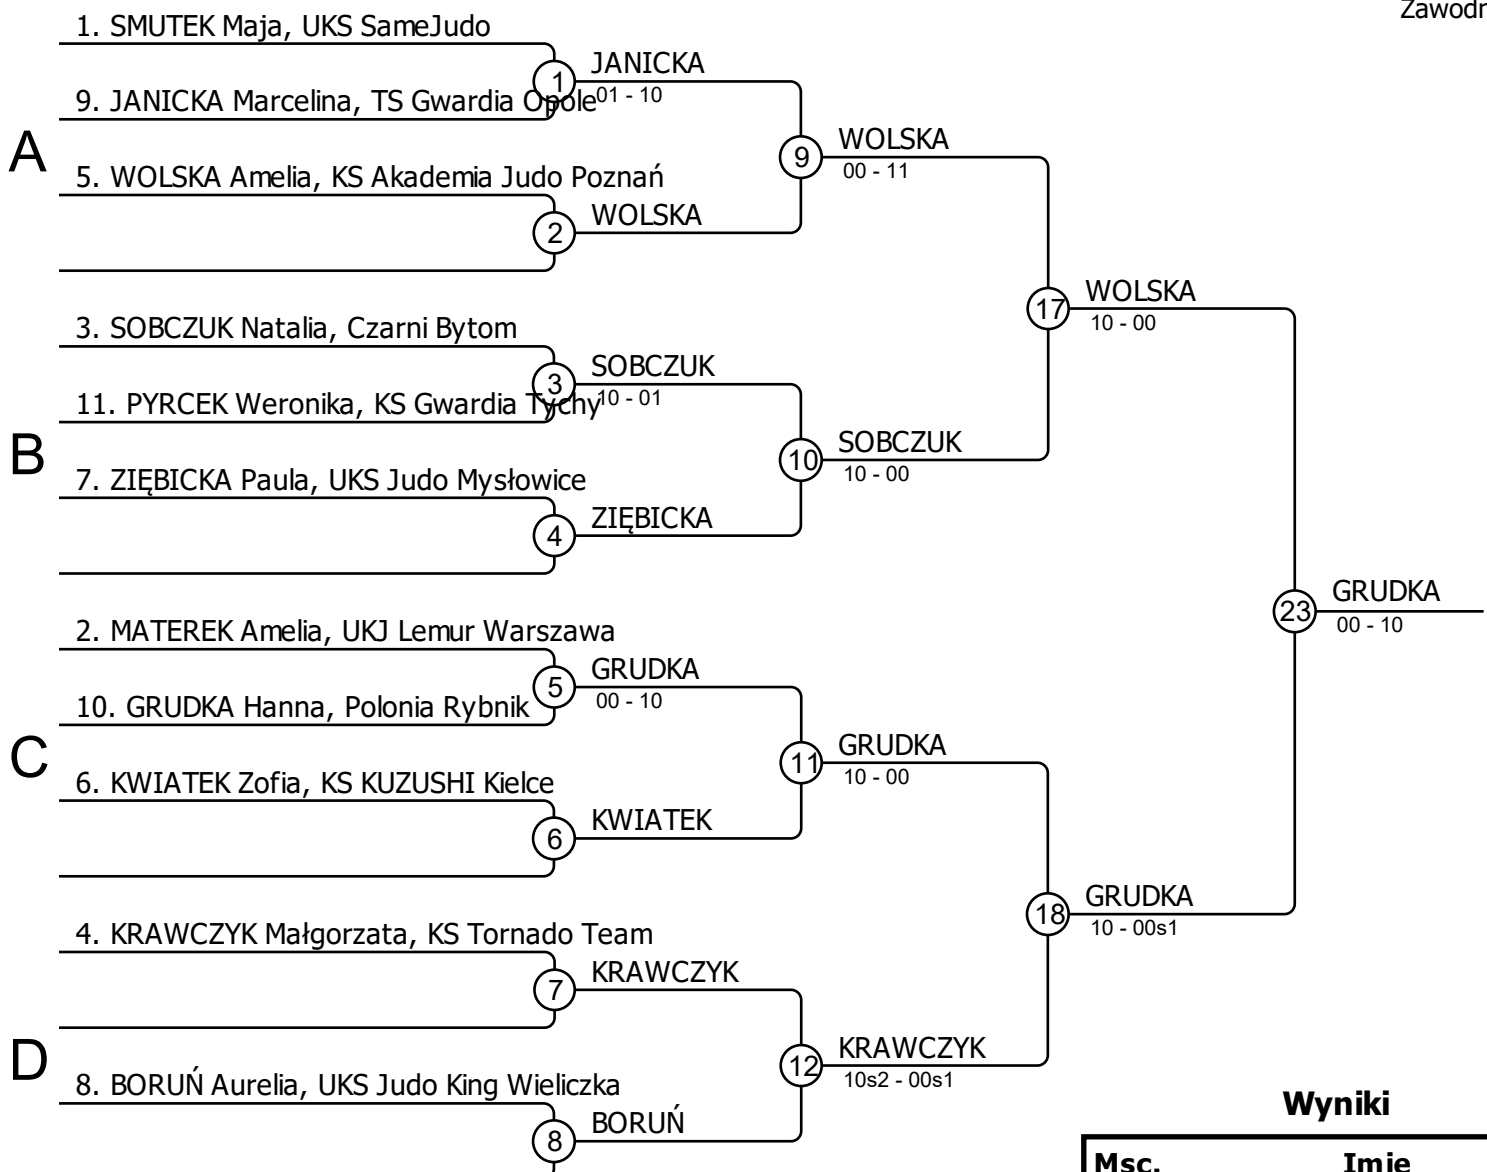 Zawodn
1. SMUTEK Maja, UKS SameJudo
1
JANICKA
01 - 10
9. JANICKA Marcelina, TS Gwardia Opole
A
9
WOLSKA
00 - 11
5. WOLSKA Amelia, KS Akademia Judo Poznań
2
WOLSKA
17
WOLSKA
10 - 00
3. SOBCZUK Natalia, Czarni Bytom
3
SOBCZUK
10 - 01
11. PYRCEK Weronika, KS Gwardia Tychy
B
10
SOBCZUK
10 - 00
7. ZIĘBICKA Paula, UKS Judo Mysłowice
4
ZIĘBICKA
23
GRUDKA
00 - 10
2. MATEREK Amelia, UKJ Lemur Warszawa
5
GRUDKA
00 - 10
10. GRUDKA Hanna, Polonia Rybnik
C
11
GRUDKA
10 - 00
6. KWIATEK Zofia, KS KUZUSHI Kielce
6
KWIATEK
18
GRUDKA
10 - 00s1
4. KRAWCZYK Małgorzata, KS Tornado Team
7
KRAWCZYK
D
12
KRAWCZYK
10s2 - 00s1
8. BORUŃ Aurelia, UKS Judo King Wieliczka
8
BORUŃ
Wyniki
Msc. Imię